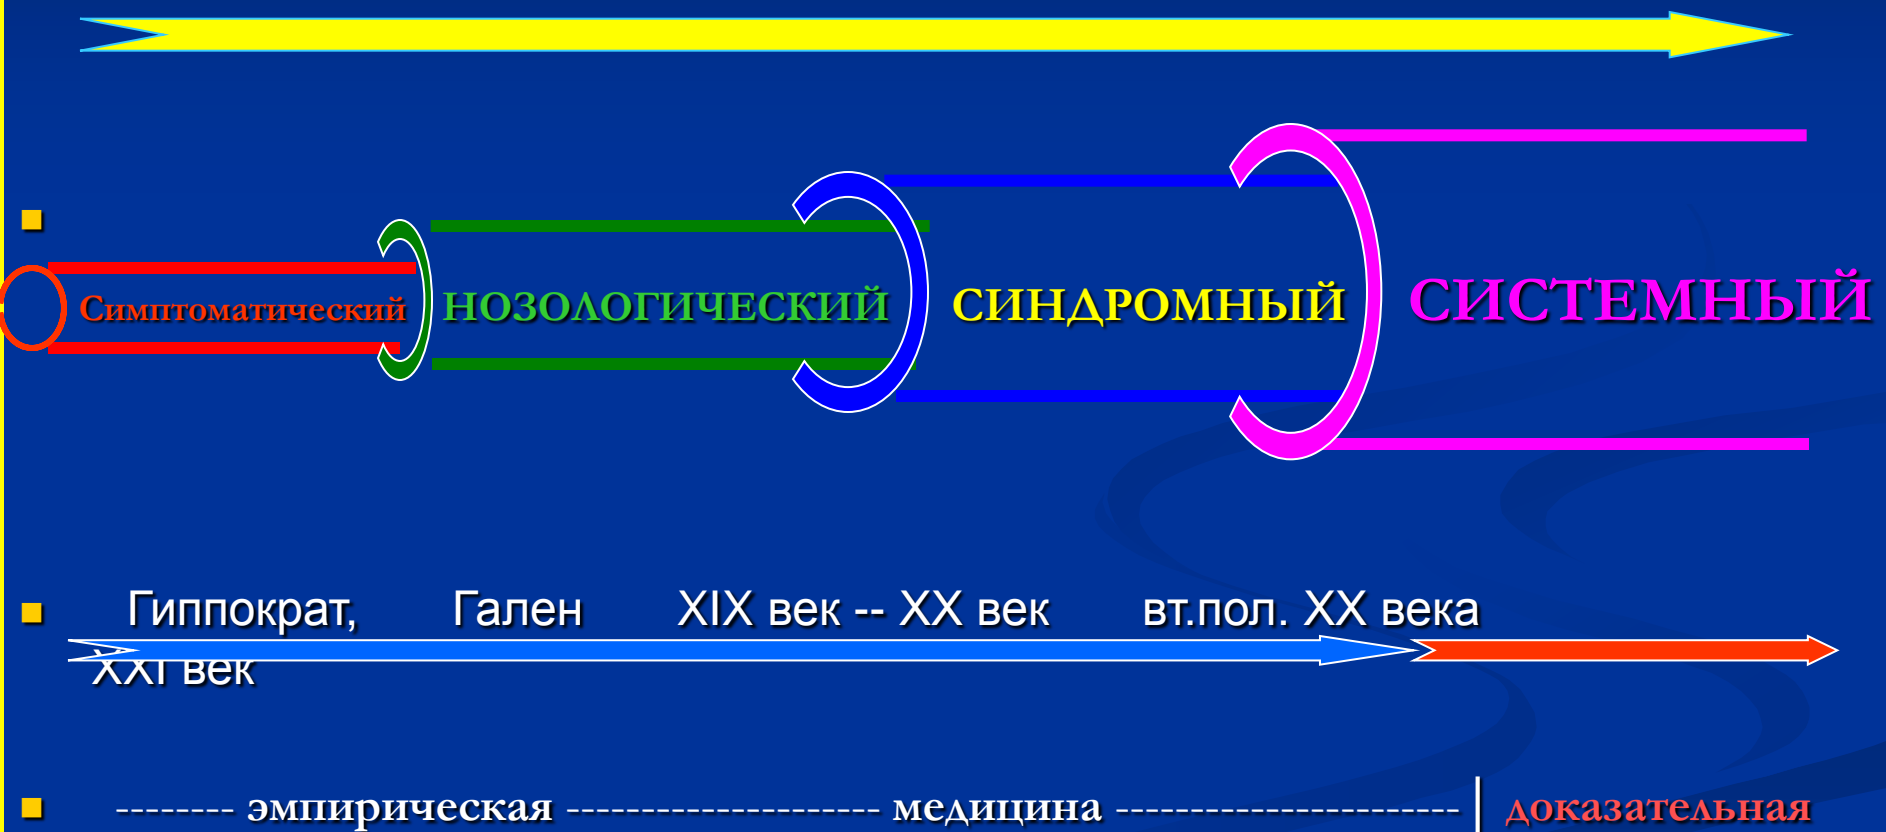 Симптоматический НОЗОЛОГИЧЕСКИЙ СИНДРОМНЫЙ СИСТЕМНЫЙ
Гиппократ, Гален XIX век -- XX век вт.пол. XX века
XXI век
-------- эмпирическая --------------------- медицина ----------------------- | доказательная